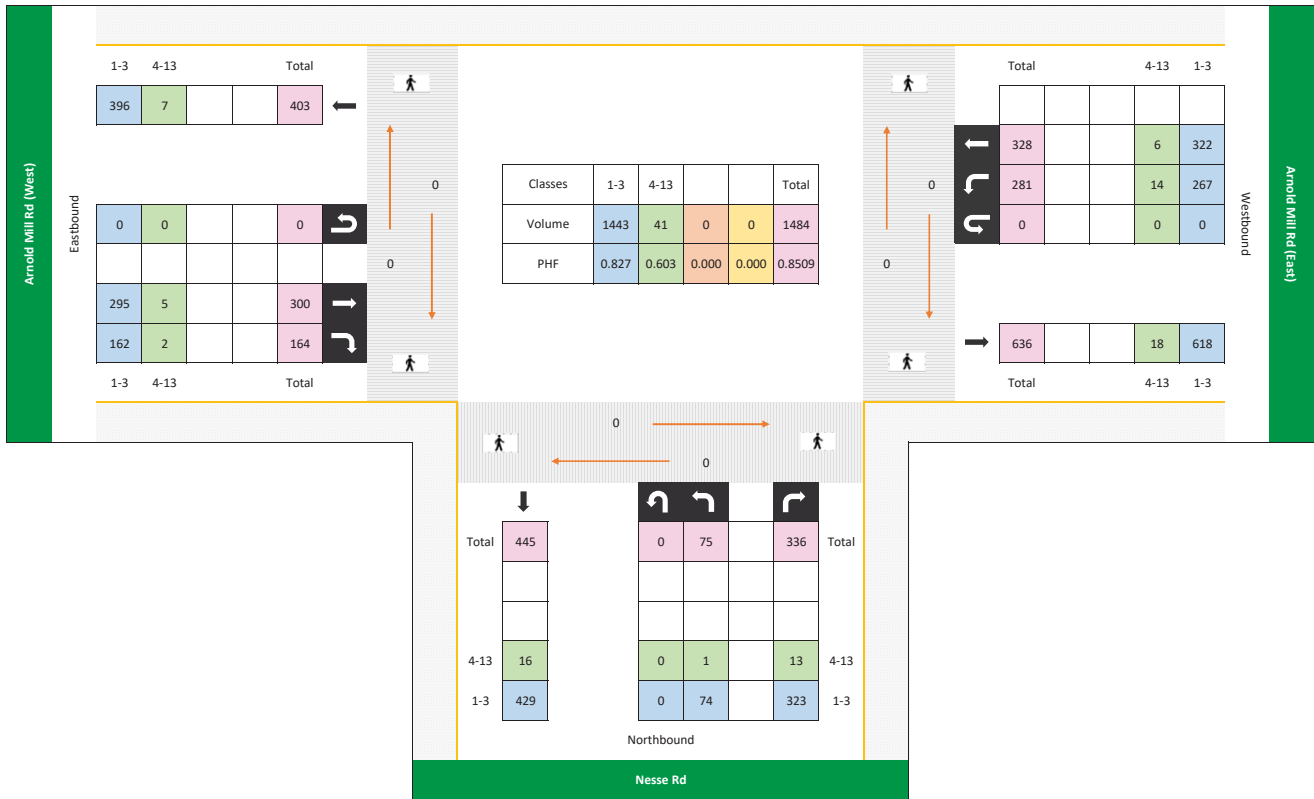 1-3 4-13 Total
Total 4-13 1-3
396 7 403
328 6 322
281 14 267
0 0 0
0
0
Classes 1-3 4-13 Total
Volume 1443 41 0 0 1484
PHF 0.827 0.603 0.000 0.000 0.8509
0
0
0 0 0
295 5 300
162 2 164
1-3 4-13 Total
636 18 618
Total 4-13 1-3
Arnold Mill Rd (West)
Eastbound
Westbound
Arnold Mill Rd (East)
0
0
Total 445 0 75 336 Total
4-13 16 0 1 13 4-13
1-3 429 0 74 323 1-3
Northbound
Nesse Rd